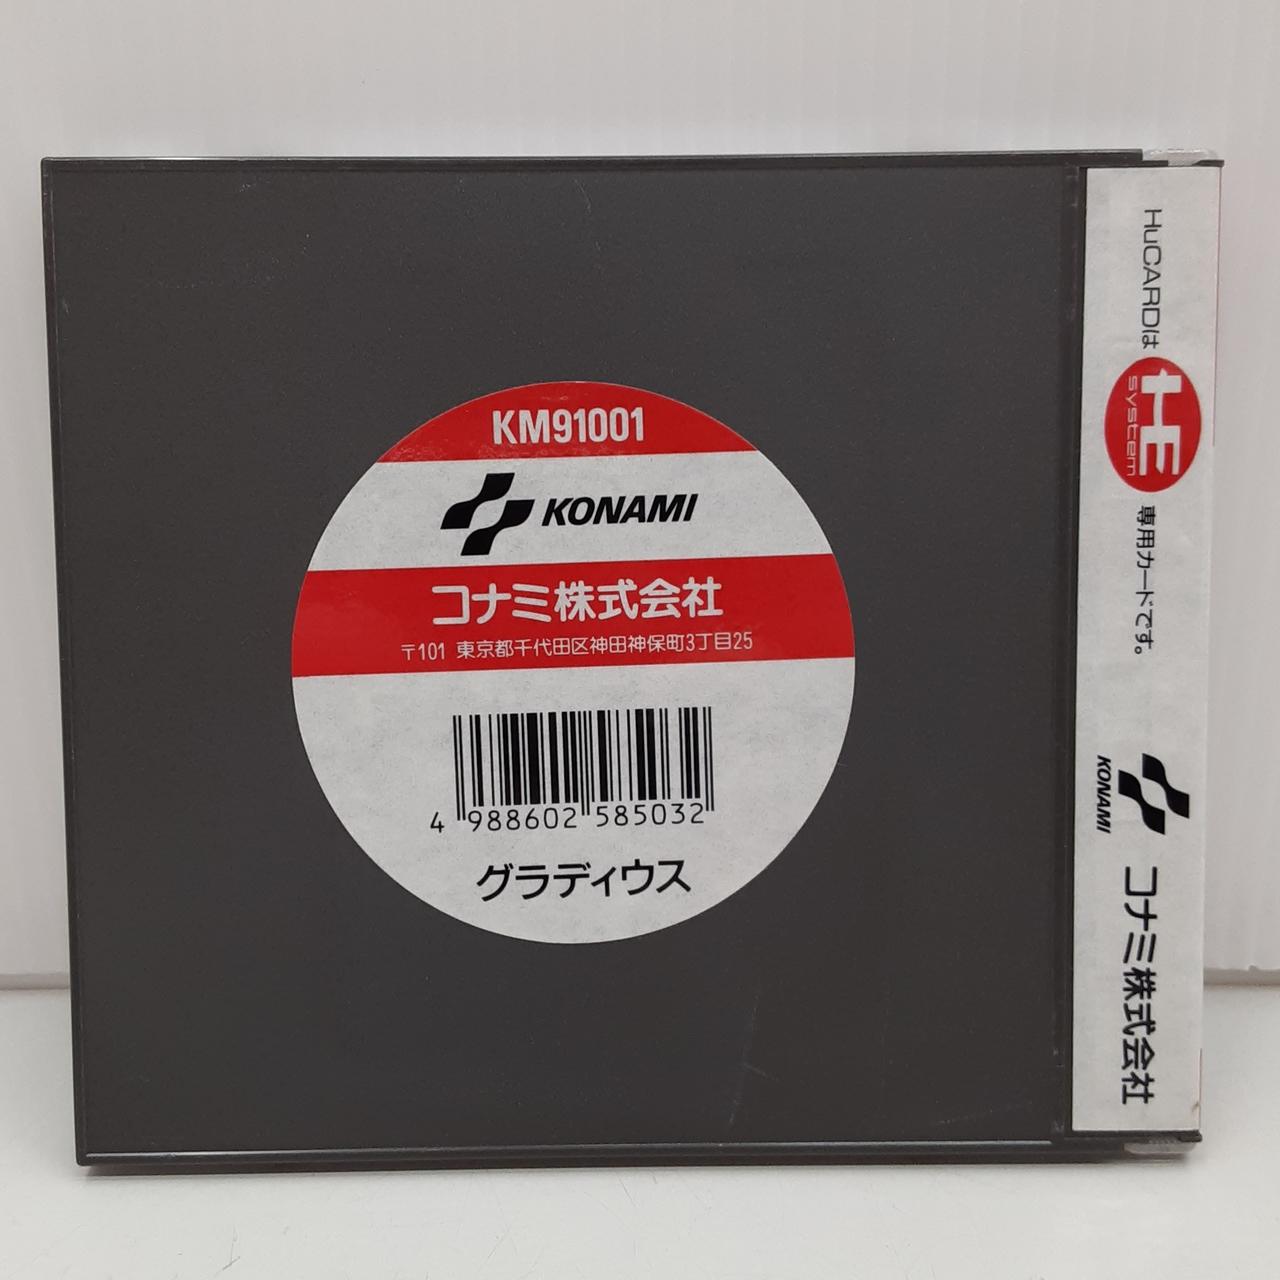 KM91001
KONAMI
コナミ株式会社
〒101 東京都千代田区神田神保町3丁目25
4 988602 585032
グラディウス
HuCARDは
HE
system
専用カードです。
KONAMI
コナミ株式会社